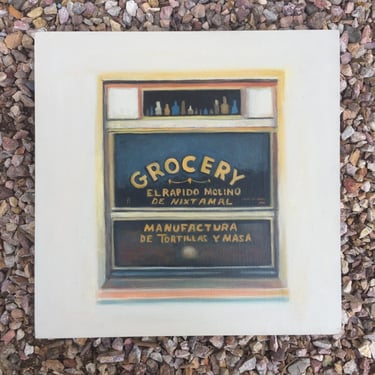 GROCERY
EL RAPIDO MOLINO
DE NIXTAMAL
MANUFACTURA
DE TORTILLAS Y MASA